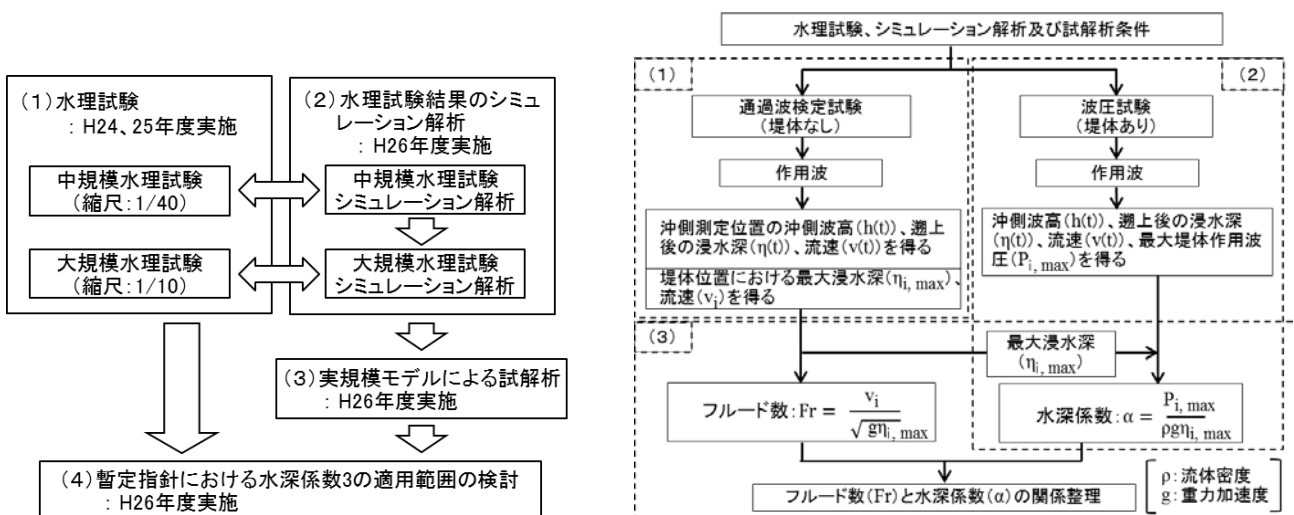 (1)水理試験
:H24、25年度実施
中規模水理試験
(縮尺:1/40)
大規模水理試験
(縮尺:1/10)
(2)水理試験結果のシミュ
レーション解析
:H26年度実施
中規模水理試験
シミュレーション解析
大規模水理試験
シミュレーション解析
(3)実規模モデルによる試解析
:H26年度実施
(4)暫定指針における水深係数3の適用範囲の検討
:H26年度実施
水理試験、シミュレーション解析及び試解析条件
(1)
通過波検定試験
(堤体なし)
作用波
沖側測定位置の沖側波高(h(t))、遡上
後の浸水深(η(t))、流速(v(t))を得る
堤体位置における最大浸水深(ηi, max)、
流速(vi)を得る
(2)
波圧試験
(堤体あり)
作用波
沖側波高(h(t))、遡上後の浸水深
(η(t))、流速(v(t))、最大堤体作用波
圧(Pi, max)を得る
(3)
最大浸水深
(ηi, max)
フルード数:Fr = vi / √gηi, max
水深係数:α = Pi, max / ρgηi, max
フルード数(Fr)と水深係数(α)の関係整理
ρ:流体密度
g:重力加速度